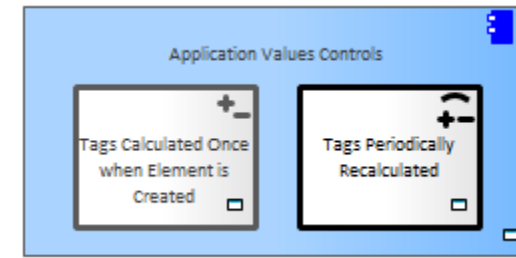 Application Values Controls
Tags Calculated Once
when Element is
Created
Tags Periodically
Recalculated